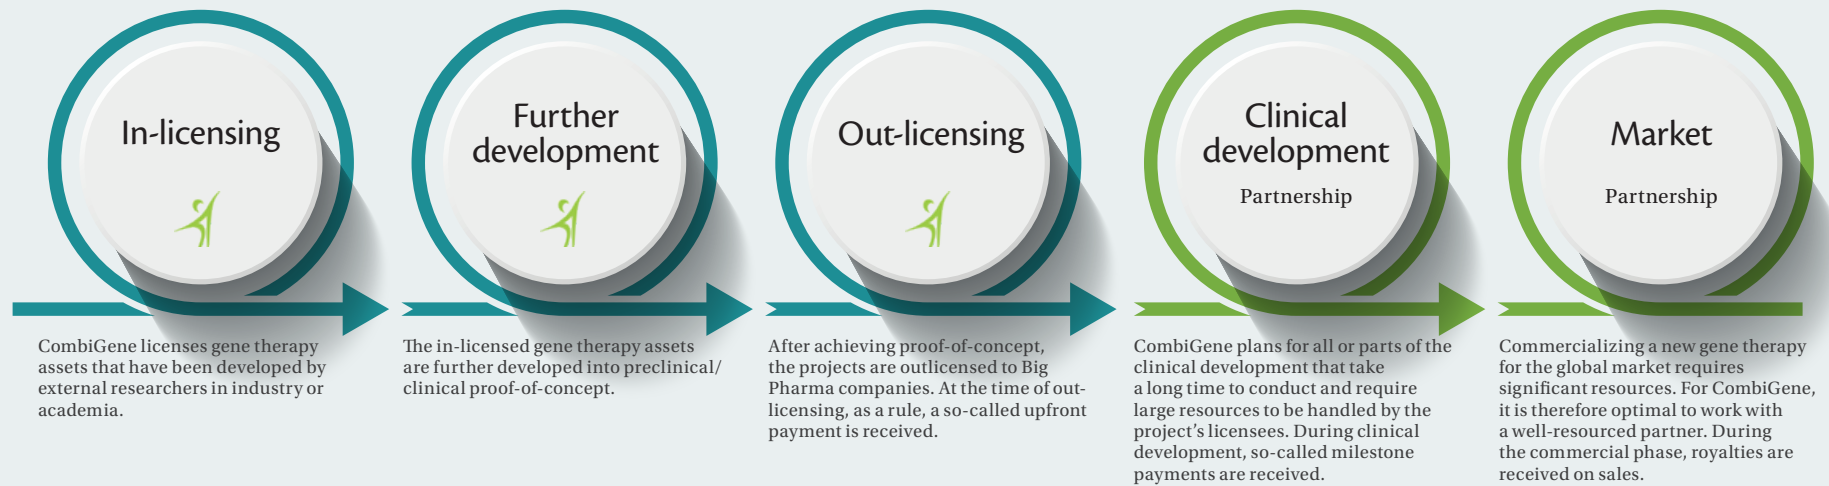 In-licensing
CombiGene licenses gene therapy
assets that have been developed by
external researchers in industry or
academia.
Further
development
The in-licensed gene therapy assets
are further developed into preclinical/
clinical proof-of-concept.
Out-licensing
After achieving proof-of-concept,
the projects are outlicensed to Big
Pharma companies. At the time of out-
licensing, as a rule, a so-called upfront
payment is received.
Clinical
development
Partnership
CombiGene plans for all or parts of the
clinical development that take
a long time to conduct and require
large resources to be handled by the
project's licensees. During clinical
development, so-called milestone
payments are received.
Market
Partnership
Commercializing a new gene therapy
for the global market requires
significant resources. For CombiGene,
it is therefore optimal to work with
a well-resourced partner. During
the commercial phase, royalties are
received on sales.